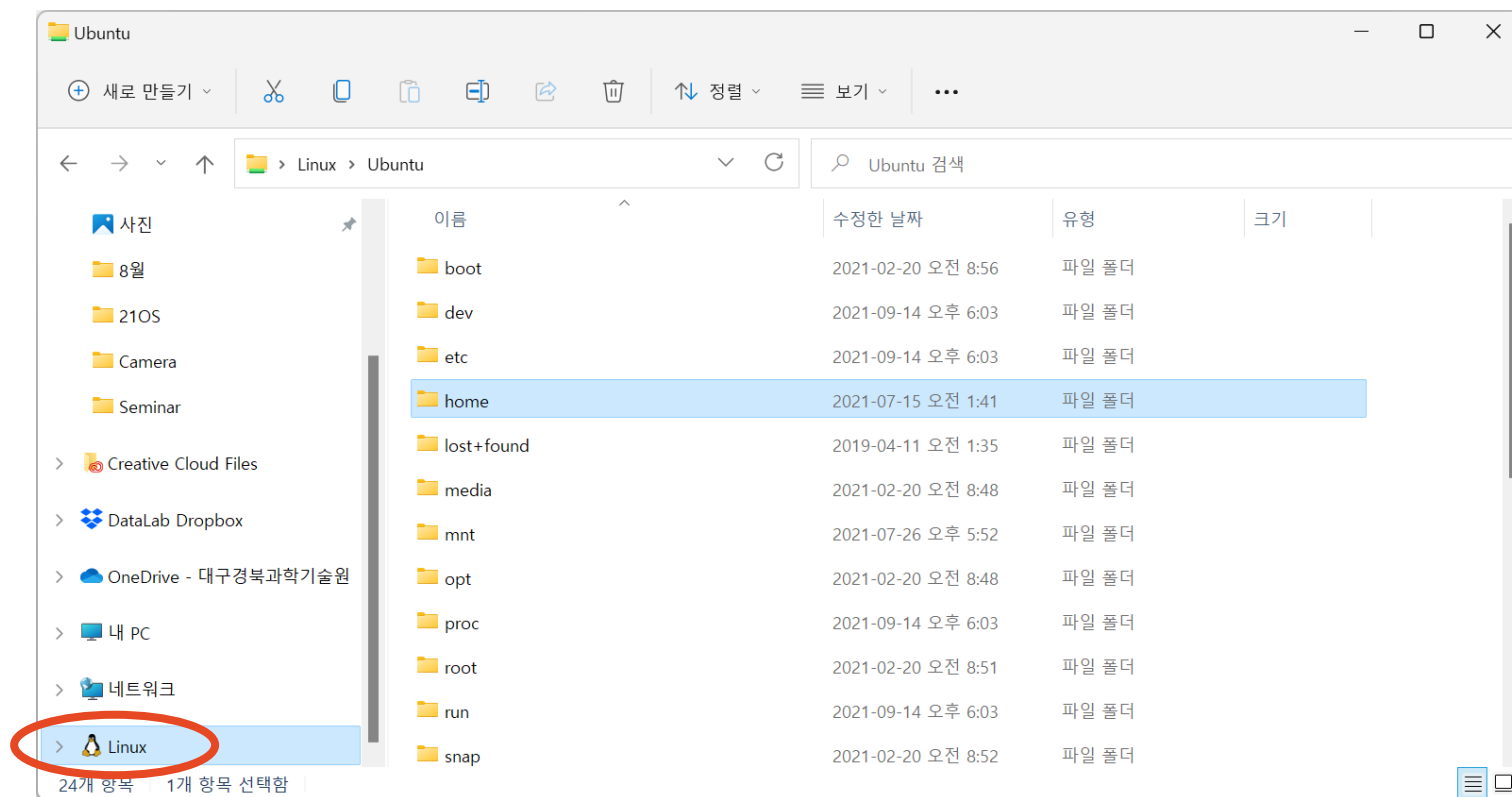 Ubuntu
새로 만들기 정렬 보기
Linux Ubuntu Ubuntu 검색
사진
8월
21OS
Camera
Seminar
Creative Cloud Files
DataLab Dropbox
OneDrive - 대구경북과학기술원
내 PC
네트워크
Linux
이름 수정한 날짜 유형 크기
boot 2021-02-20 오전 8:56 파일 폴더
dev 2021-09-14 오후 6:03 파일 폴더
etc 2021-09-14 오후 6:03 파일 폴더
home 2021-07-15 오전 1:41 파일 폴더
lost+found 2019-04-11 오전 1:35 파일 폴더
media 2021-02-20 오전 8:48 파일 폴더
mnt 2021-07-26 오후 5:52 파일 폴더
opt 2021-02-20 오전 8:48 파일 폴더
proc 2021-09-14 오후 6:03 파일 폴더
root 2021-02-20 오전 8:51 파일 폴더
run 2021-09-14 오후 6:03 파일 폴더
snap 2021-02-20 오전 8:52 파일 폴더
24개 항목 1개 항목 선택함